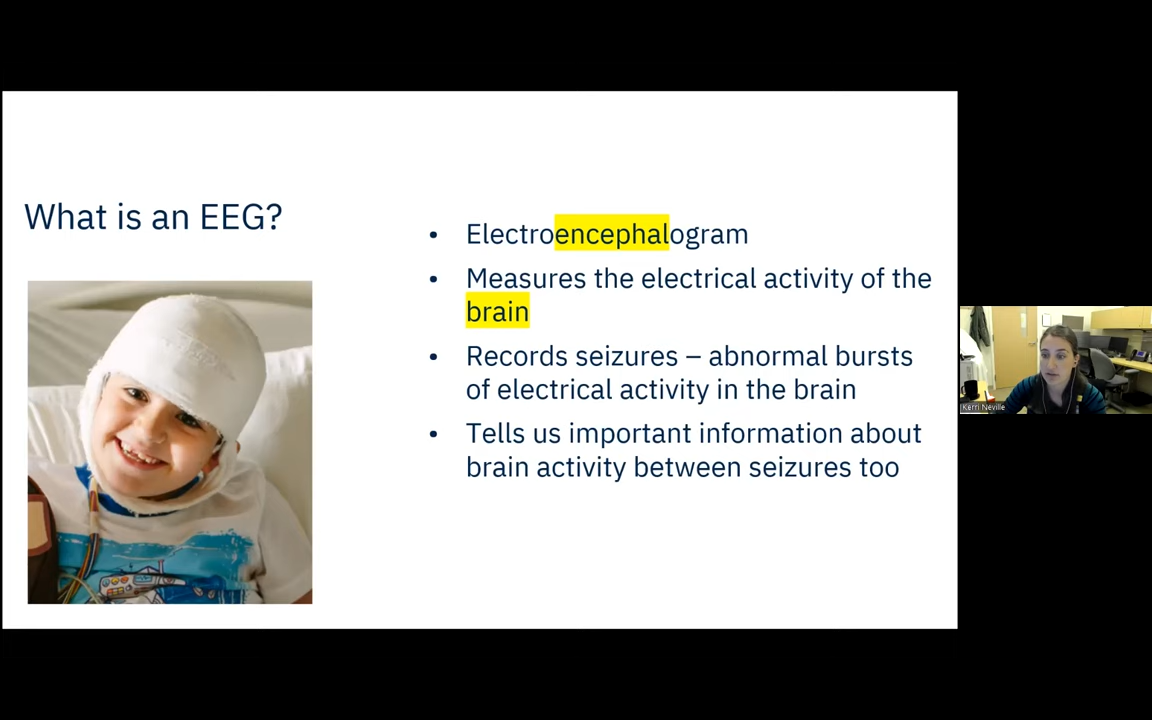 What is an EEG?
• Electroencephalogram
• Measures the electrical activity of the
brain
• Records seizures – abnormal bursts
of electrical activity in the brain
• Tells us important information about
brain activity between seizures too
Kerri Neville